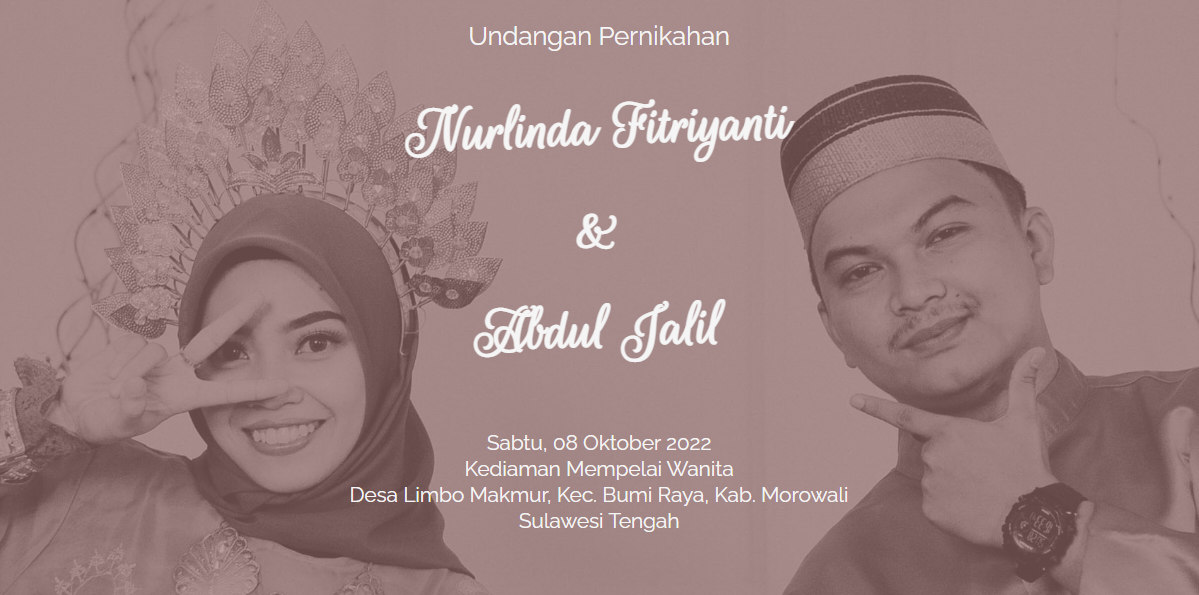 Undangan Pernikahan
Nurlinda Fitriyanti
&
Abdul Jalil
Sabtu, 08 Oktober 2022
Kediaman Mempelai Wanita
Desa Limbo Makmur, Kec. Bumi Raya, Kab. Morowali
Sulawesi Tengah